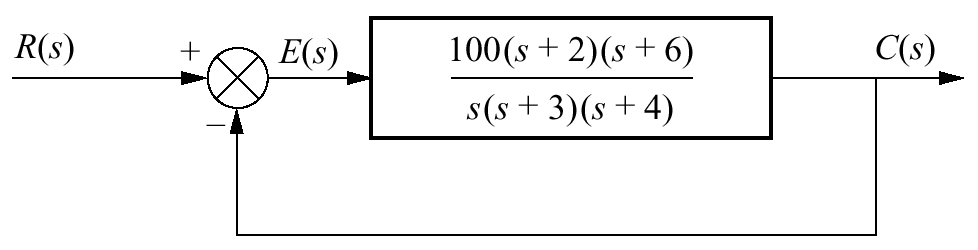 R(s)
+
E(s)
100(s + 2)(s + 6)
s(s + 3)(s + 4)
C(s)
−